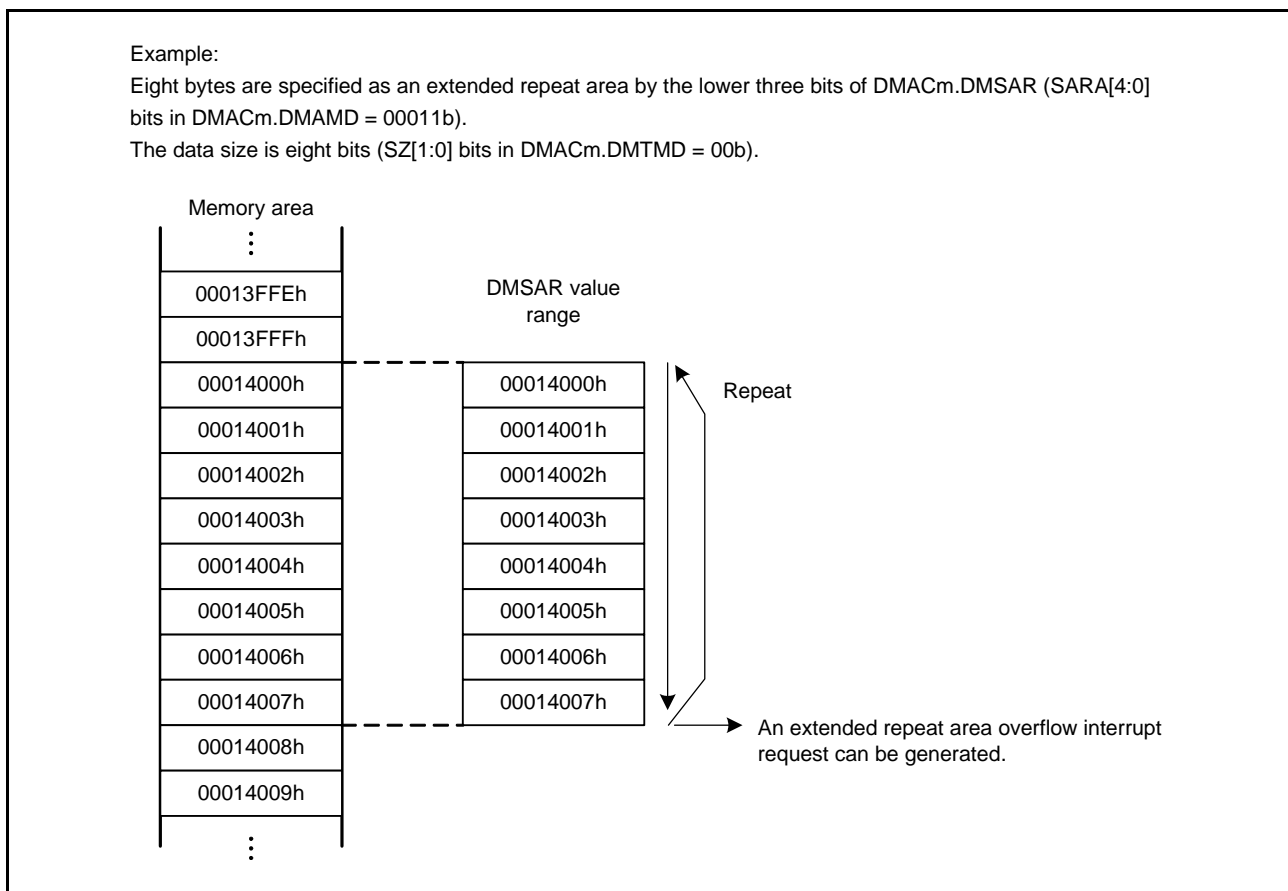 Example:
Eight bytes are specified as an extended repeat area by the lower three bits of DMACm.DMSAR (SARA[4:0]
bits in DMACm.DMAMD = 00011b).
The data size is eight bits (SZ[1:0] bits in DMACm.DMTMD = 00b).
Memory area
00013FFEh
00013FFFh
00014000h
00014001h
00014002h
00014003h
00014004h
00014005h
00014006h
00014007h
00014008h
00014009h
DMSAR value
range
00014000h
00014001h
00014002h
00014003h
00014004h
00014005h
00014006h
00014007h
Repeat
An extended repeat area overflow interrupt
request can be generated.